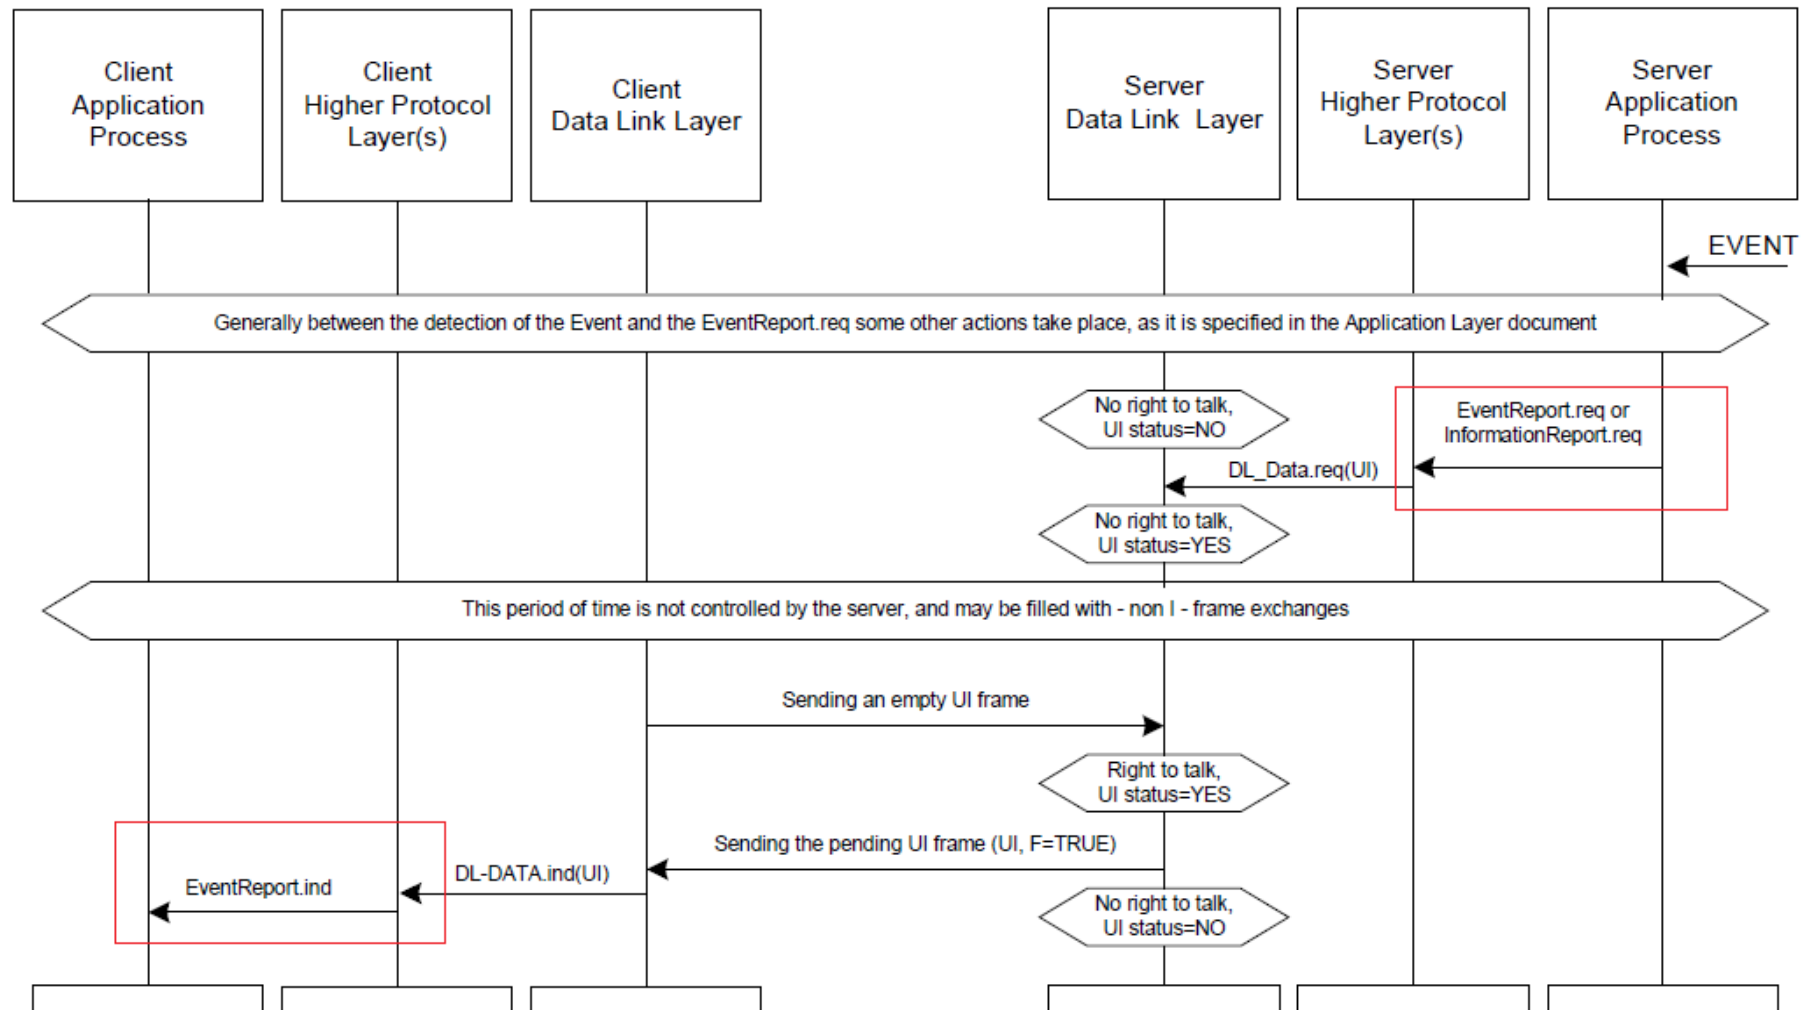 Client
Application
Process
Client
Higher Protocol
Layer(s)
Client
Data Link Layer
Server
Data Link Layer
Server
Higher Protocol
Layer(s)
Server
Application
Process
EVENT
Generally between the detection of the Event and the EventReport.req some other actions take place, as it is specified in the Application Layer document
No right to talk,
UI status=NO
EventReport.req or
InformationReport.req
DL_Data.req(UI)
No right to talk,
UI status=YES
This period of time is not controlled by the server, and may be filled with - non I - frame exchanges
Sending an empty UI frame
Right to talk,
UI status=YES
Sending the pending UI frame (UI, F=TRUE)
DL-DATA.ind(UI)
EventReport.ind
No right to talk,
UI status=NO